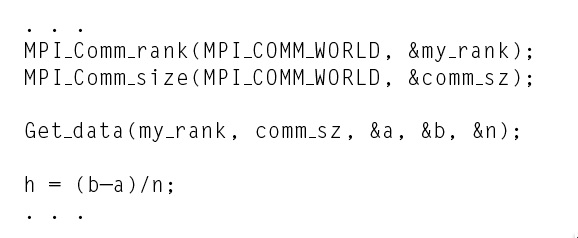 . . .
MPI_Comm_rank(MPI_COMM_WORLD, &my_rank);
MPI_Comm_size(MPI_COMM_WORLD, &comm_sz);
Get_data(my_rank, comm_sz, &a, &b, &n);
h = (b−a)/n;
. . .